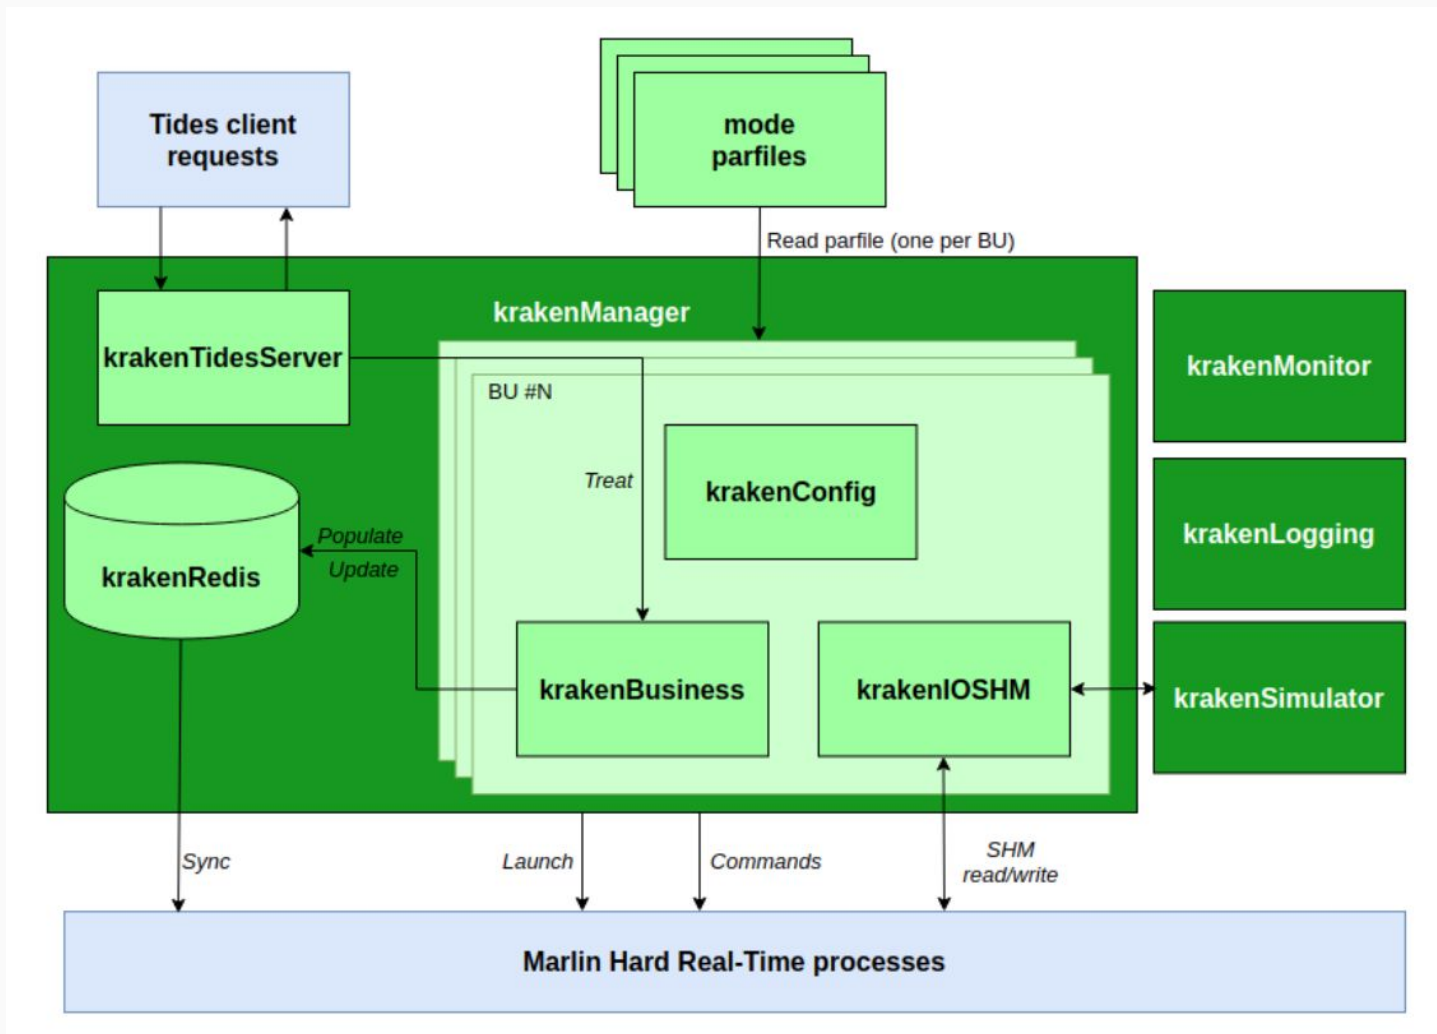 Tides client
requests
mode
parfiles
Read parfile (one per BU)
krakenManager
krakenTidesServer
BU #N
krakenMonitor
Treat
krakenConfig
krakenLogging
Populate
Update
krakenRedis
krakenBusiness
krakenIOSHM
krakenSimulator
Sync
Launch
Commands
SHM
read/write
Marlin Hard Real-Time processes